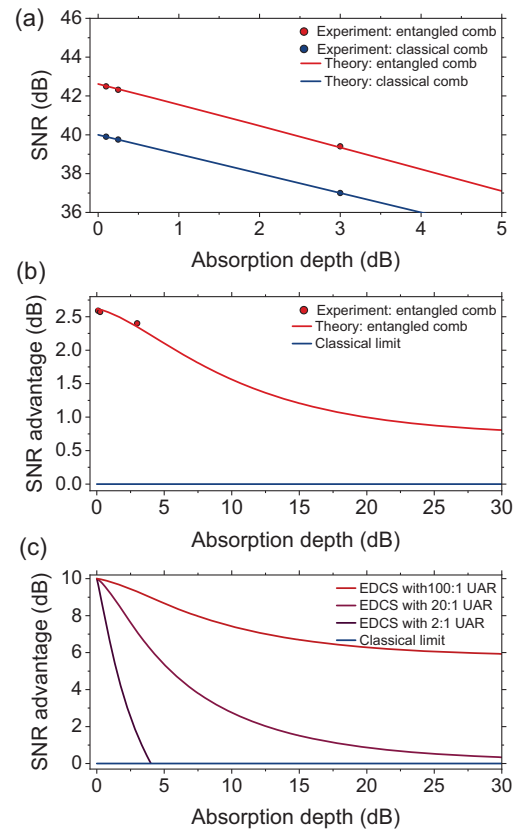 (a)
46
44
42
40
38
36
SNR (dB)
Experiment: entangled comb
Experiment: classical comb
Theory: entangled comb
Theory: classical comb
0 1 2 3 4 5
Absorption depth (dB)
(b)
2.5
2.0
1.5
1.0
0.5
0.0
SNR advantage (dB)
Experiment: entangled comb
Theory: entangled comb
Classical limit
0 5 10 15 20 25 30
Absorption depth (dB)
(c)
10
8
6
4
2
0
SNR advantage (dB)
EDCS with100:1 UAR
EDCS with 20:1 UAR
EDCS with 2:1 UAR
Classical limit
0 5 10 15 20 25 30
Absorption depth (dB)